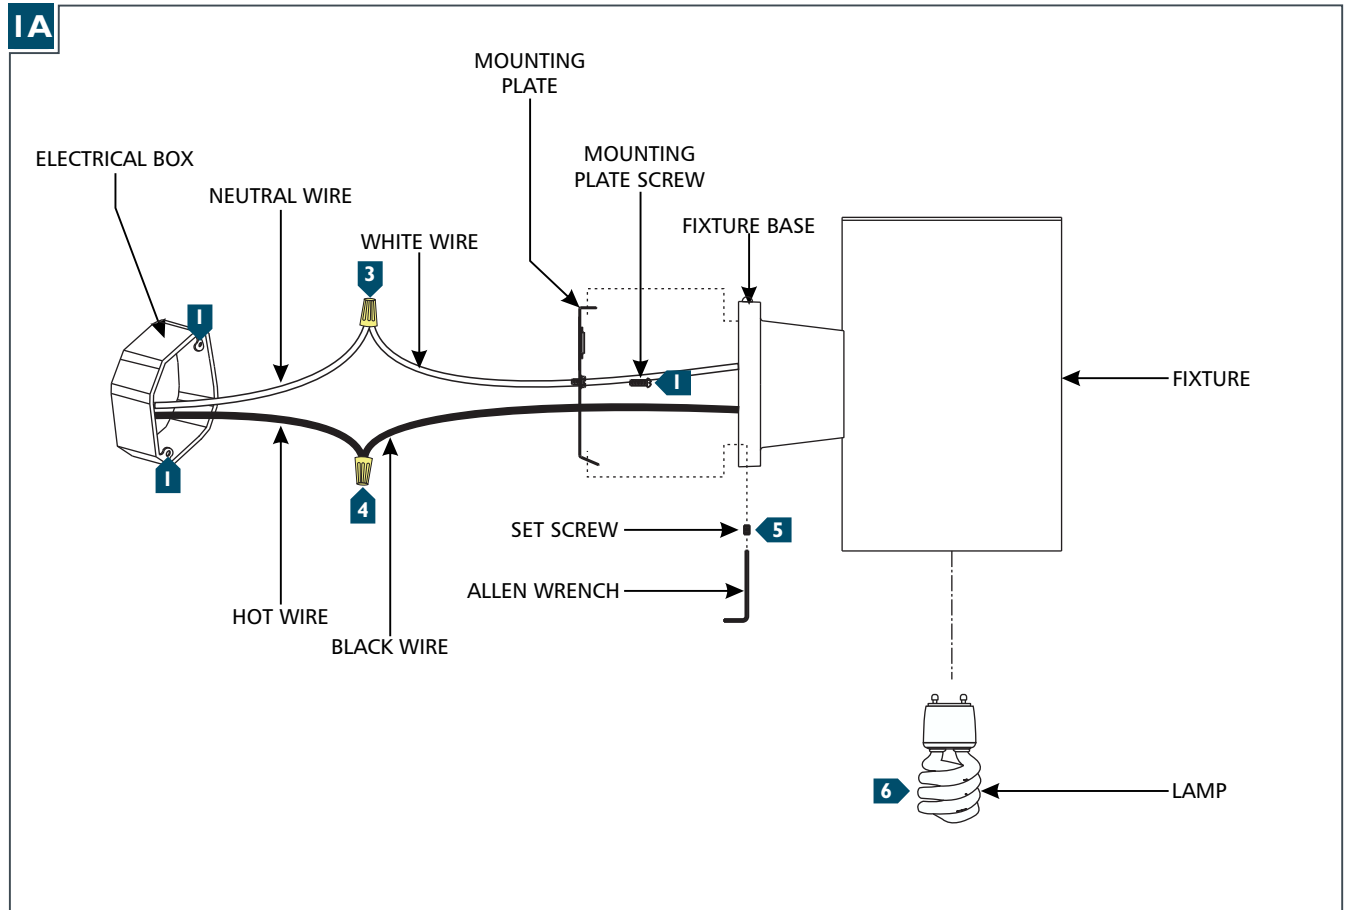 1A
MOUNTING
PLATE
ELECTRICAL BOX
MOUNTING
PLATE SCREW
NEUTRAL WIRE
FIXTURE BASE
WHITE WIRE
3
1
1
FIXTURE
1
4
SET SCREW
5
ALLEN WRENCH
HOT WIRE
BLACK WIRE
6
LAMP